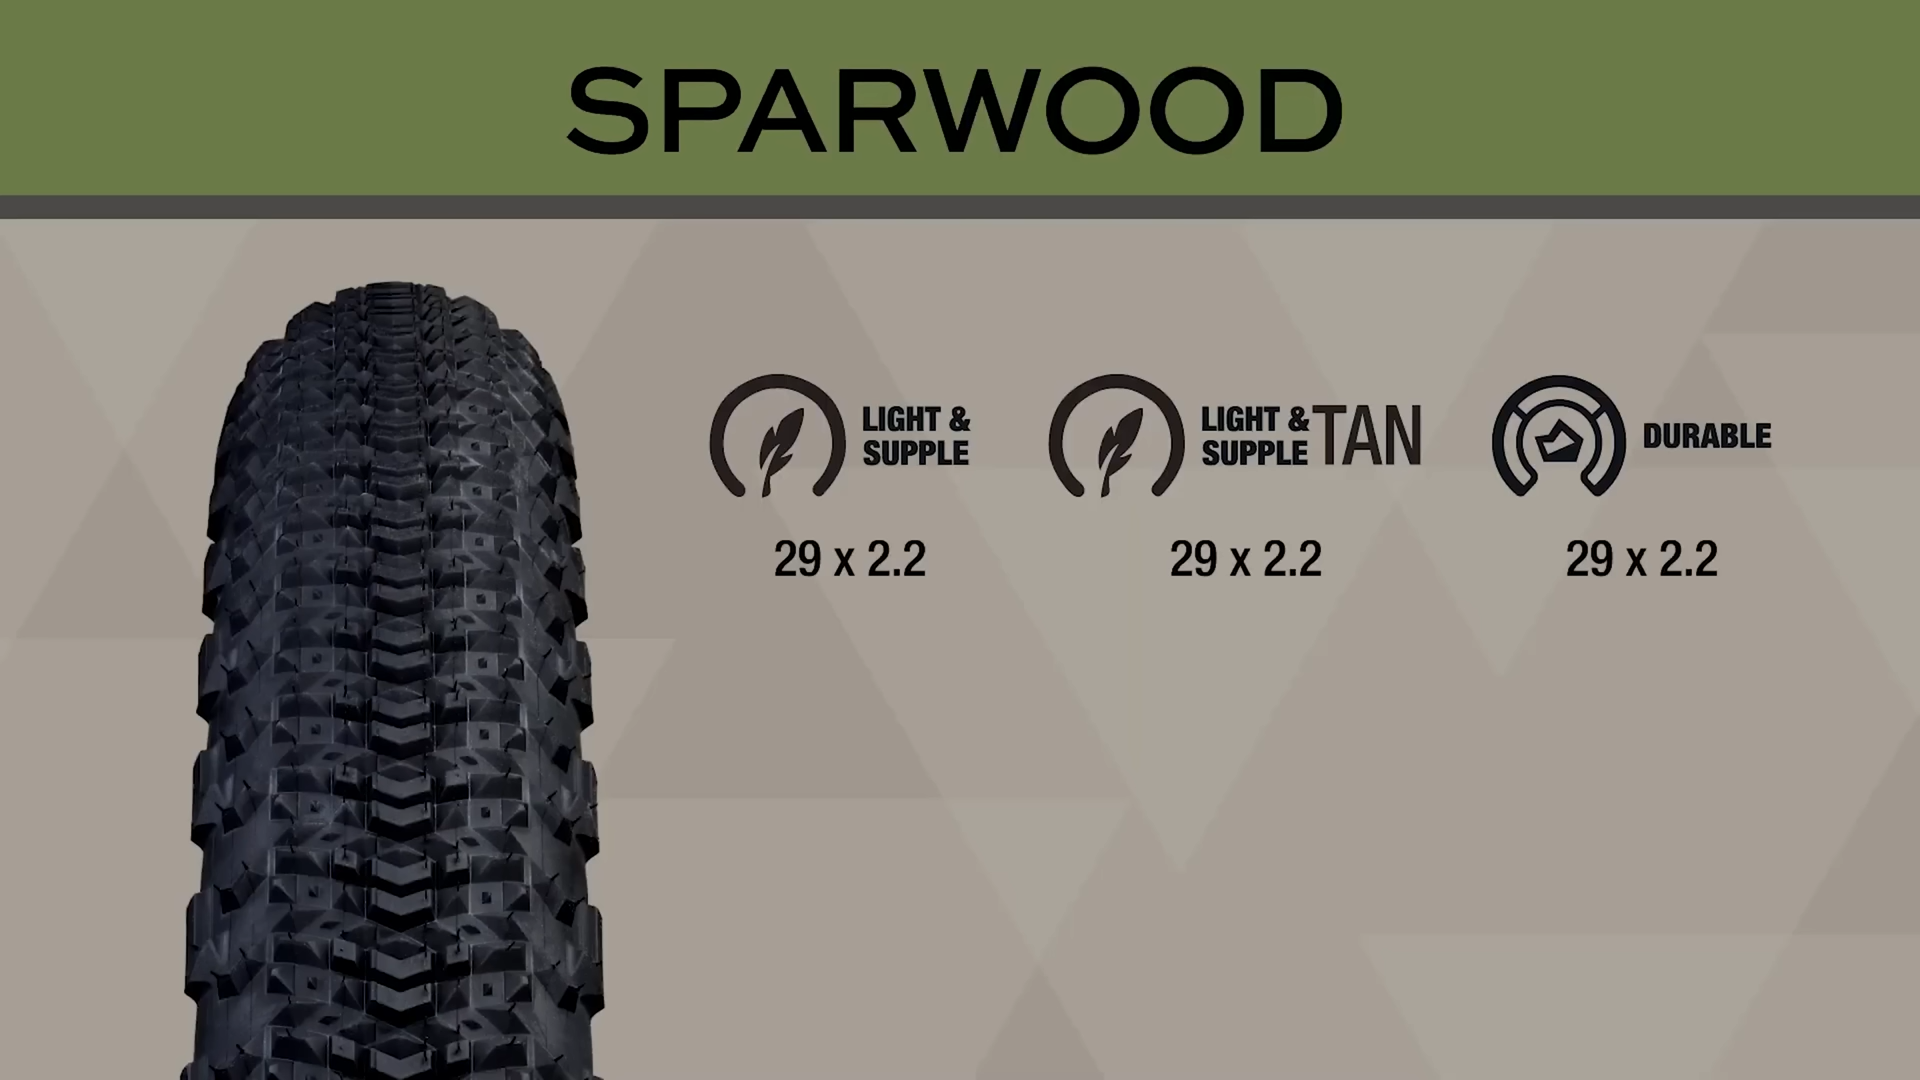 SPARWOOD
LIGHT &
SUPPLE
LIGHT &
SUPPLE TAN
DURABLE
29 x 2.2
29 x 2.2
29 x 2.2